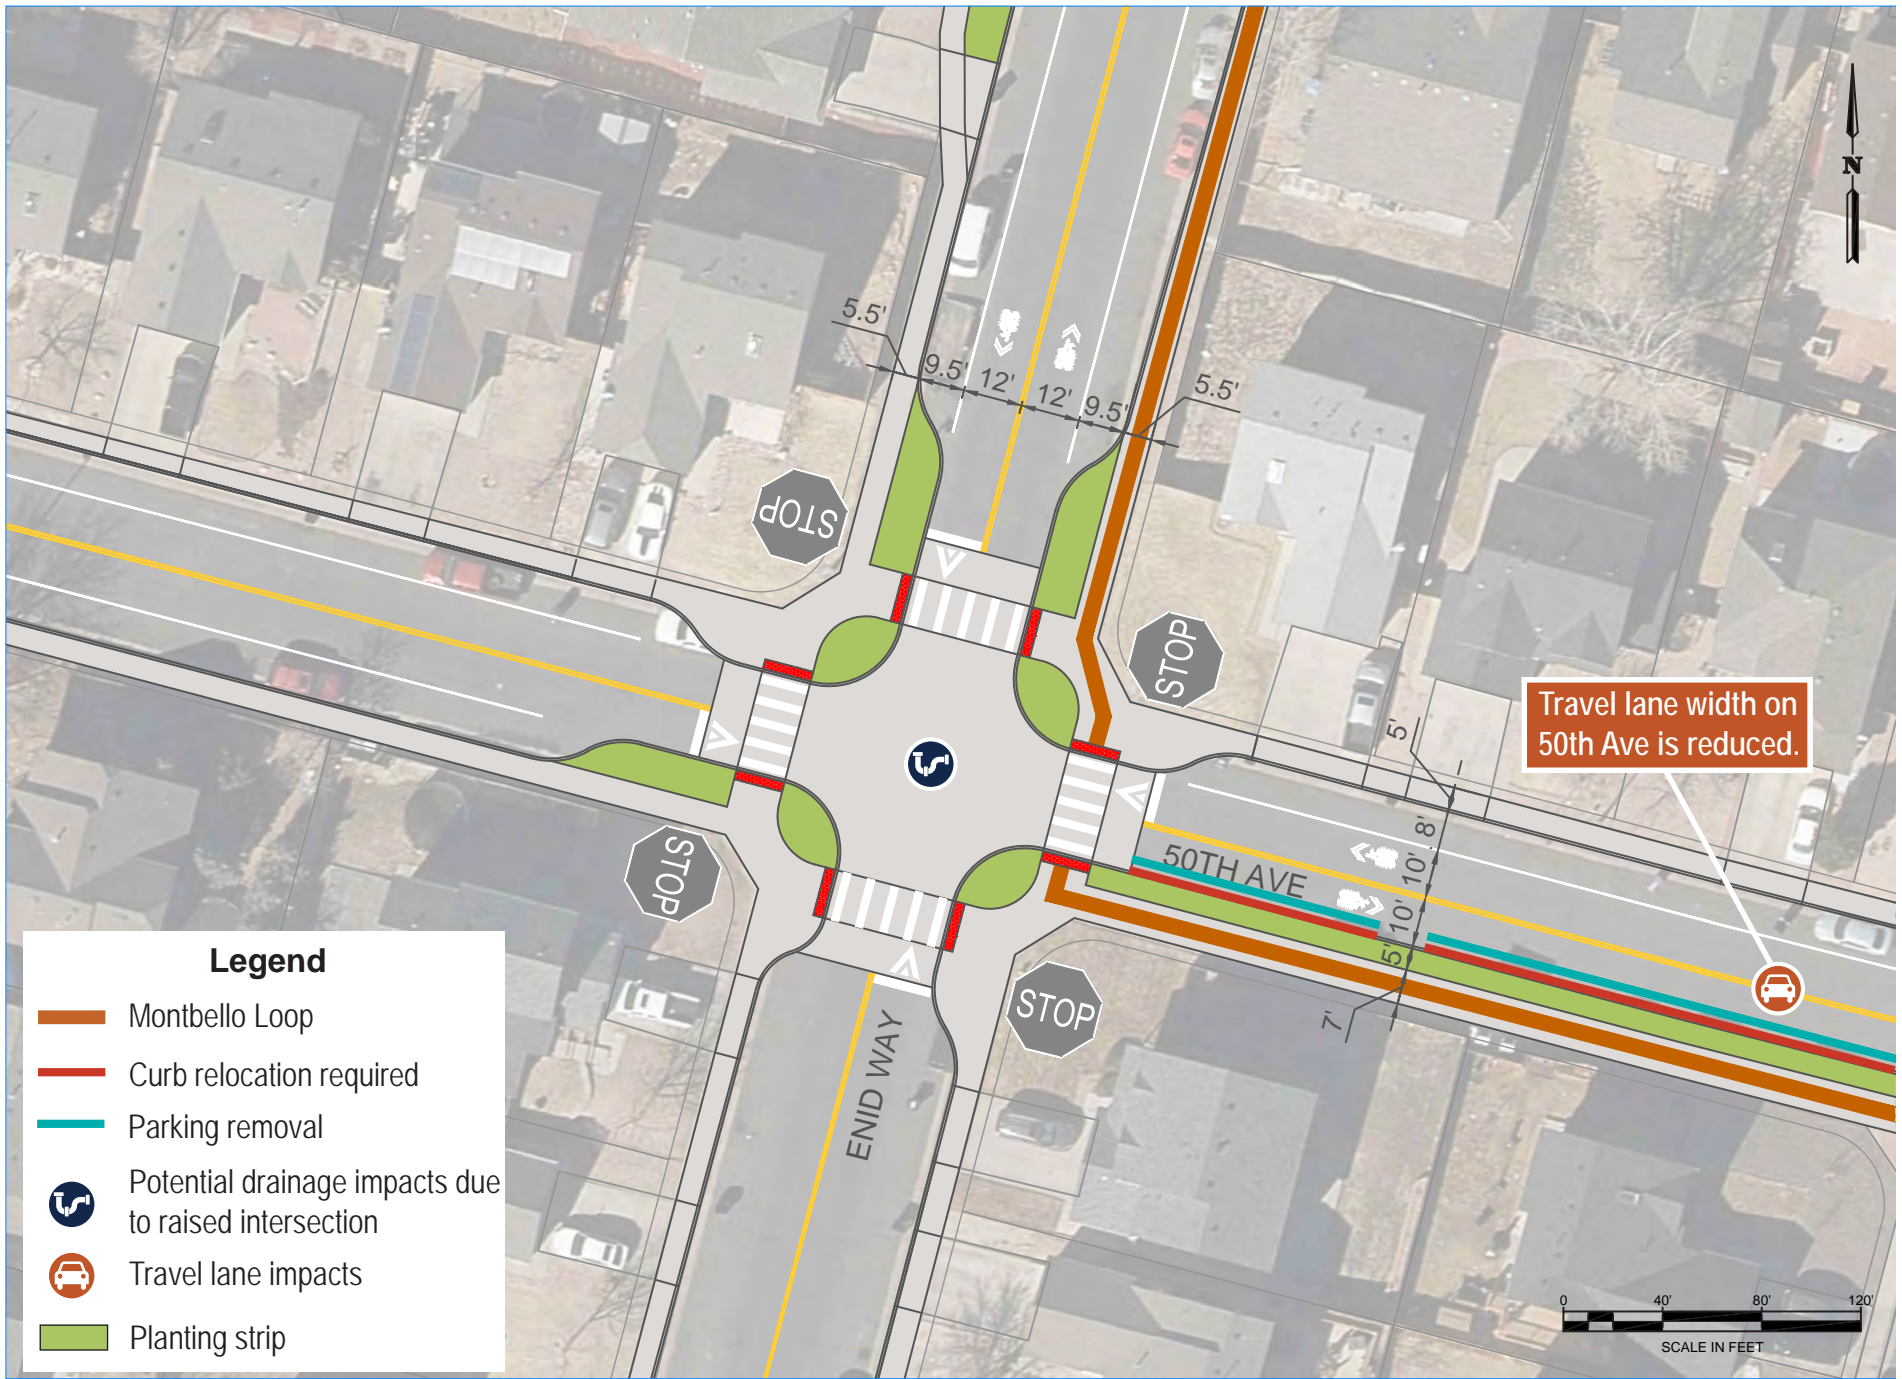 N
5.5'
9.5'
12'
12'
9.5'
5.5'
STOP
STOP
Travel lane width on
50th Ave is reduced.
5'
8'
10'
10'
5'
7'
50TH AVE
STOP
STOP
ENID WAY
Legend
Montbello Loop
Curb relocation required
Parking removal
Potential drainage impacts due
to raised intersection
Travel lane impacts
Planting strip
0 40' 80' 120'
SCALE IN FEET